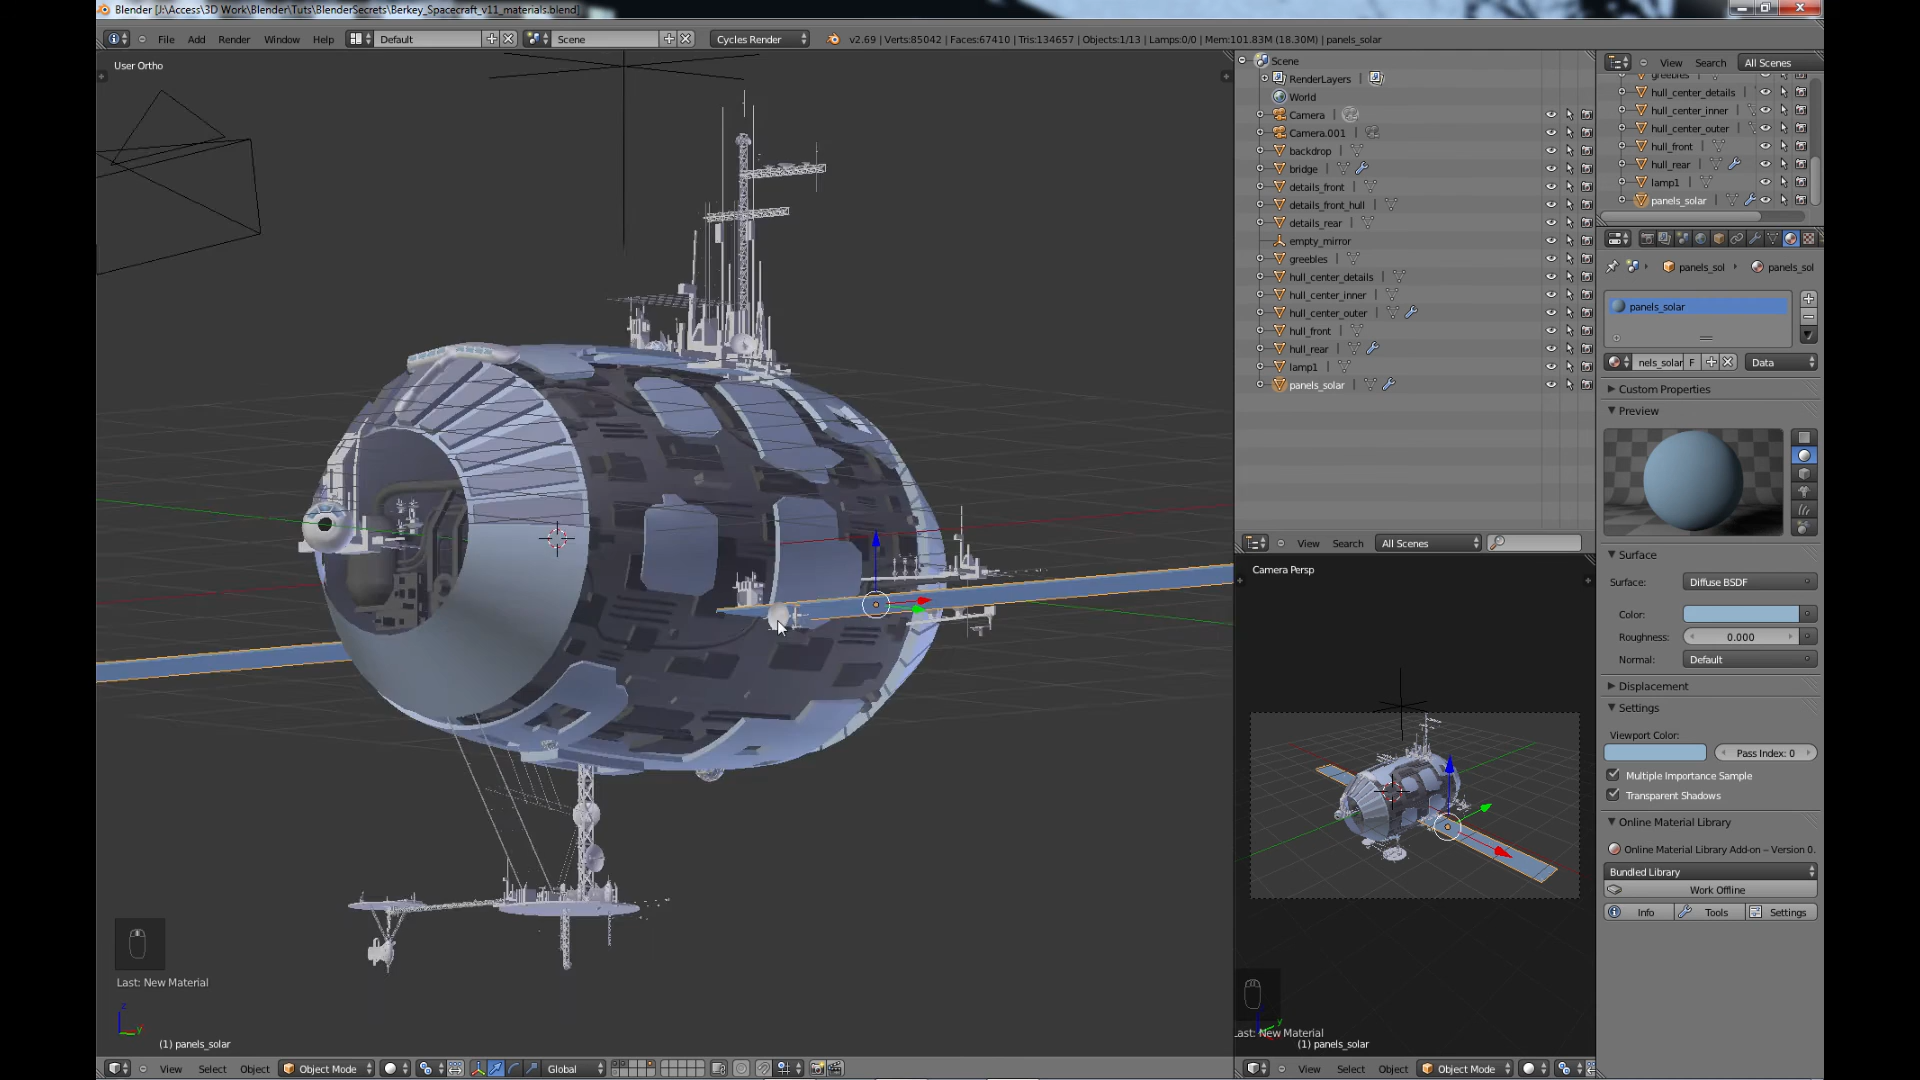 Blender [J:\Access\3D Work\Blender\Tuts\BlenderSecrets\Berkey_Spacecraft_v11_materials.blend]
File Add Render Window Help Default Scene Cycles Render v2.69 | Verts:85042 | Faces:67410 | Tris:134657 | Objects:1/13 | Lamps:0/0 | Mem:101.83M (18.30M) | panels_solar
User Ortho
Last: New Material
(1) panels_solar
View Select Object Object Mode Global
Scene
RenderLayers
World
Camera
Camera.001
backdrop
bridge
details_front
details_front_hull
details_rear
empty_mirror
greebles
hull_center_details
hull_center_inner
hull_center_outer
hull_front
hull_rear
lamp1
panels_solar
View Search All Scenes
Camera Persp
Last: New Material
(1) panels_solar
View Select Object Object Mode
View Search All Scenes
greebles
hull_center_details
hull_center_inner
hull_center_outer
hull_front
hull_rear
lamp1
panels_solar
panels_sol panels_sol
panels_solar
nels_solar F Data
Custom Properties
Preview
Surface
Surface: Diffuse BSDF
Color:
Roughness: 0.000
Normal: Default
Displacement
Settings
Viewport Color:
Pass Index: 0
Multiple Importance Sample
Transparent Shadows
Online Material Library
Online Material Library Add-on – Version 0.
Bundled Library
Work Offline
Info Tools Settings